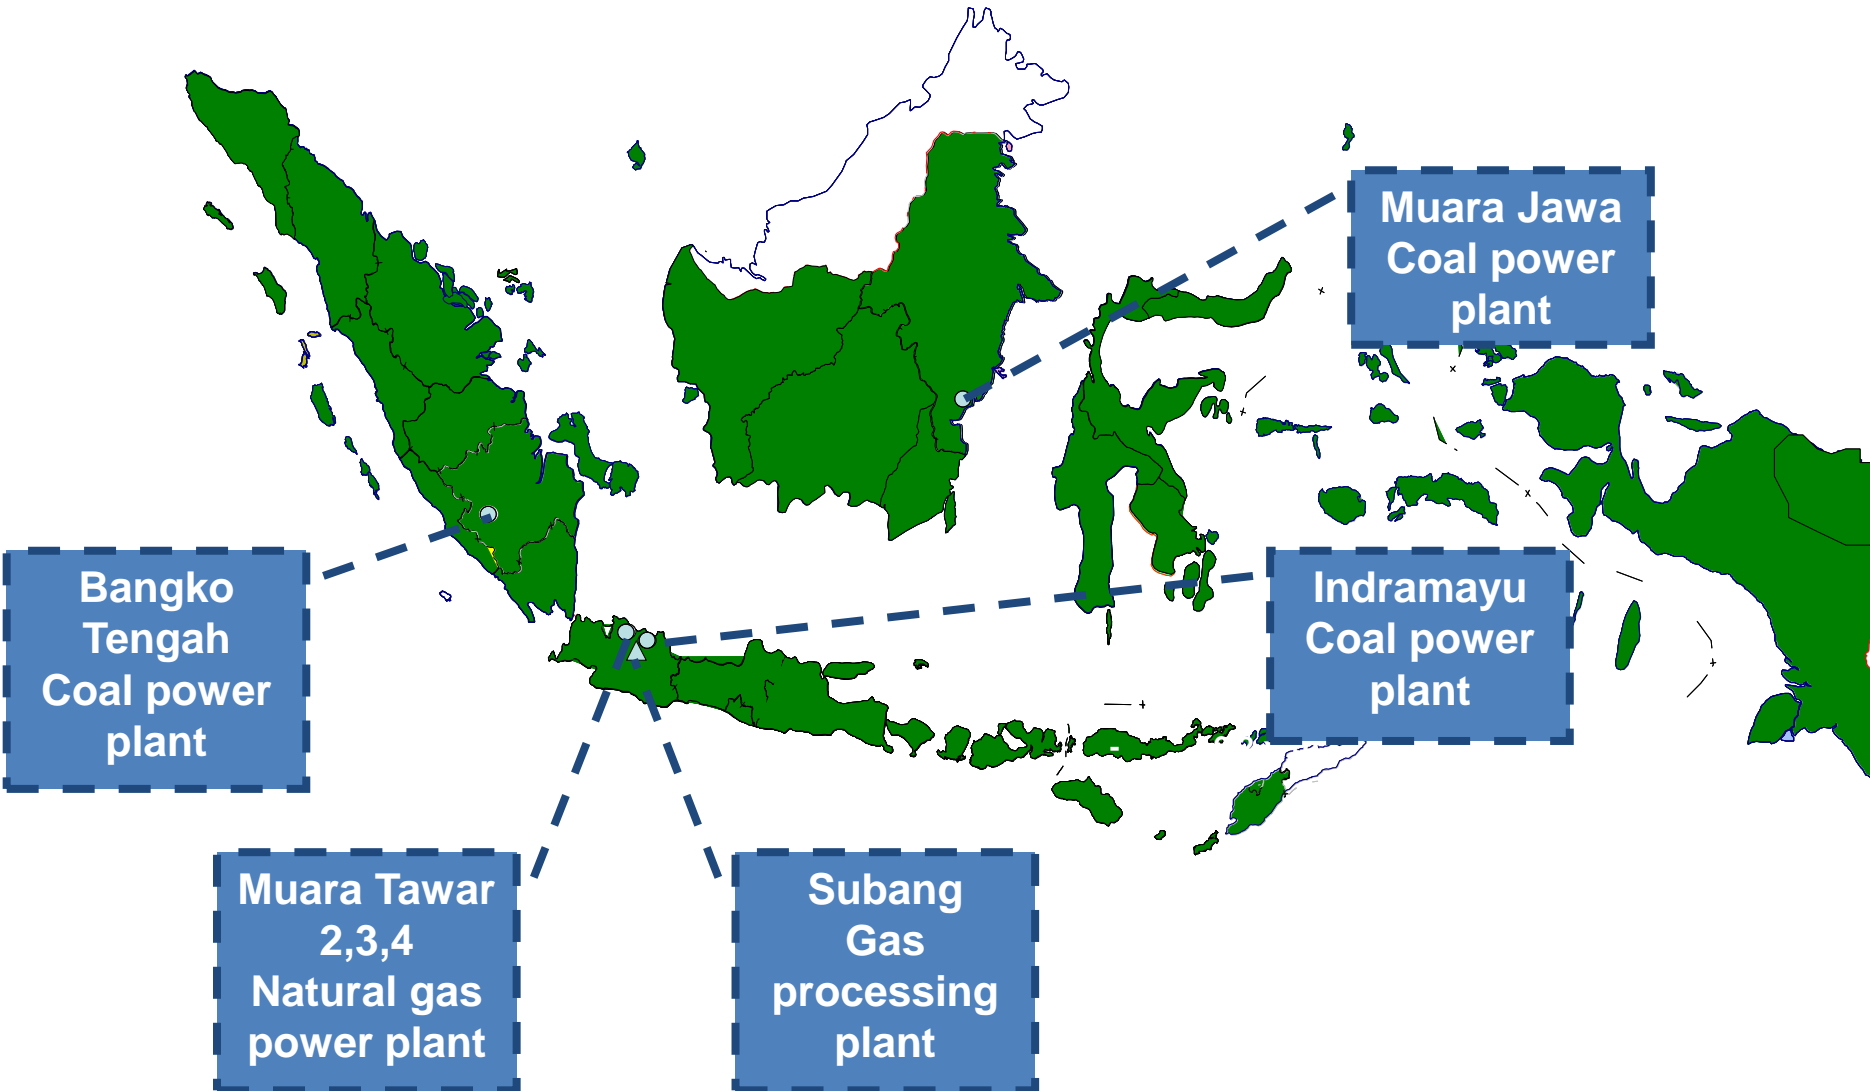 Muara Jawa
Coal power
plant
Bangko
Tengah
Coal power
plant
Indramayu
Coal power
plant
Muara Tawar
2,3,4
Natural gas
power plant
Subang
Gas
processing
plant